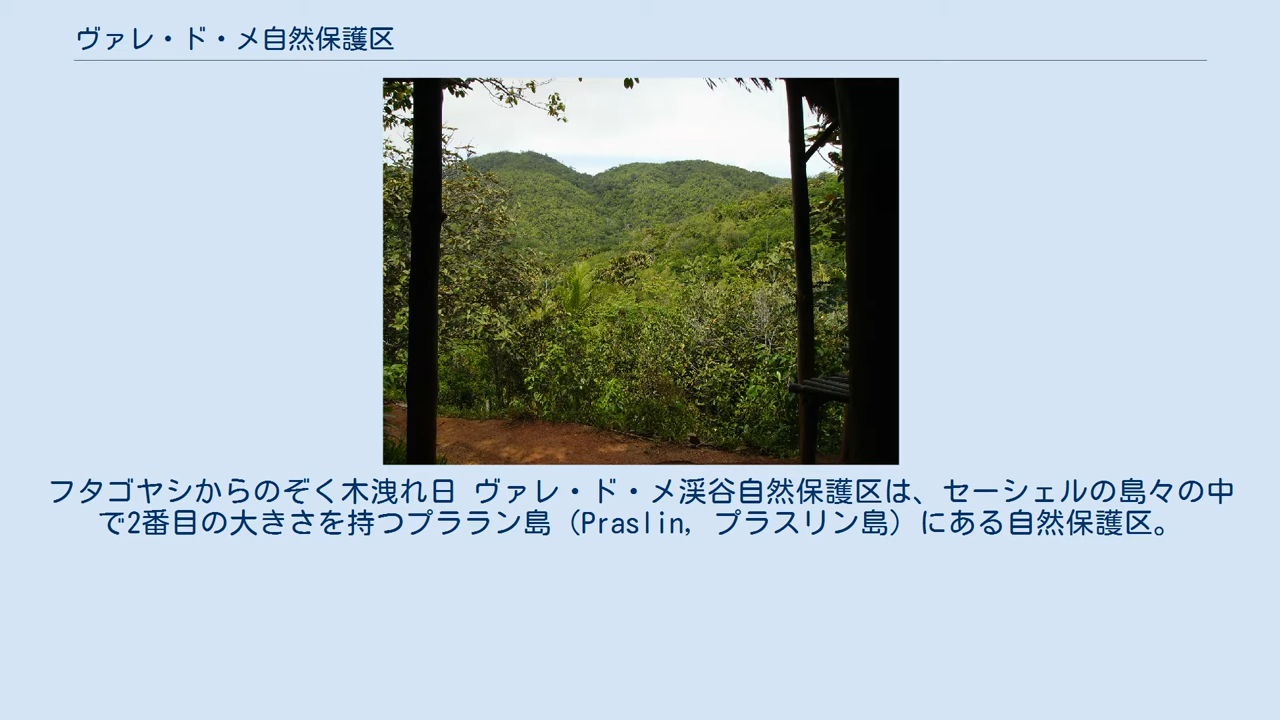 ヴァレ・ド・メ自然保護区
フタゴヤシからのぞく木洩れ日 ヴァレ・ド・メ渓谷自然保護区は、セーシェルの島々の中
で2番目の大きさを持つプララン島（Praslin, プラスリン島）にある自然保護区。